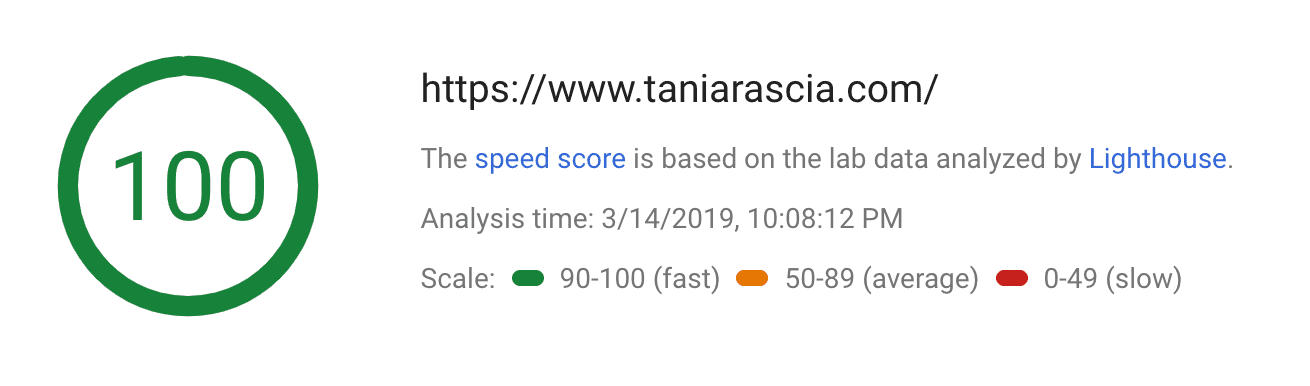 100
https://www.taniarascia.com/
The speed score is based on the lab data analyzed by Lighthouse.
Analysis time: 3/14/2019, 10:08:12 PM
Scale: 90-100 (fast) 50-89 (average) 0-49 (slow)